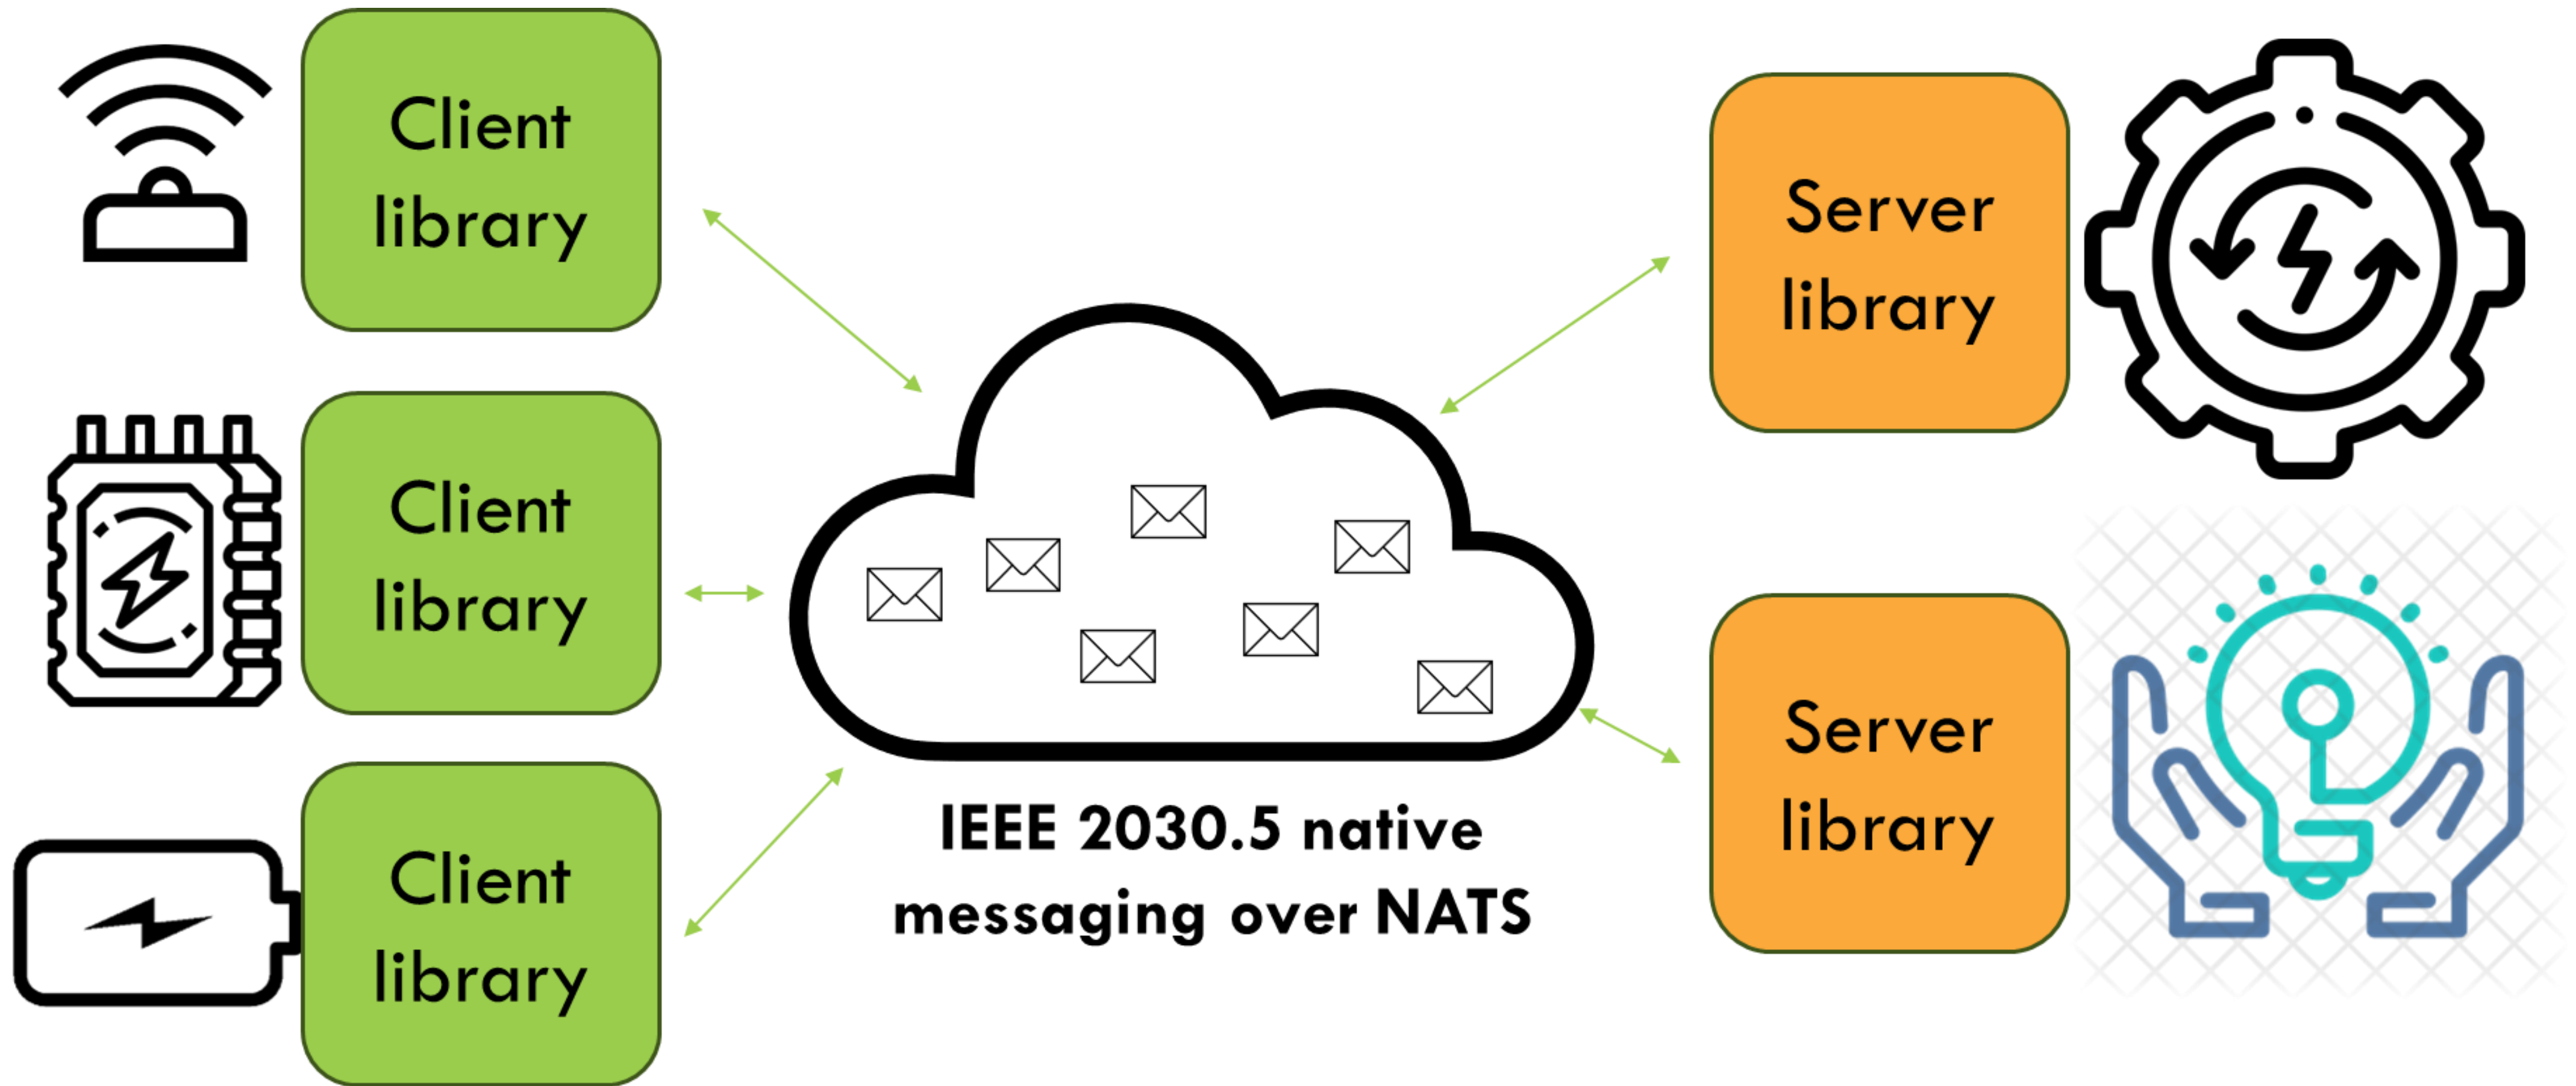 Client
library
Client
library
Client
library
IEEE 2030.5 native
messaging over NATS
Server
library
Server
library